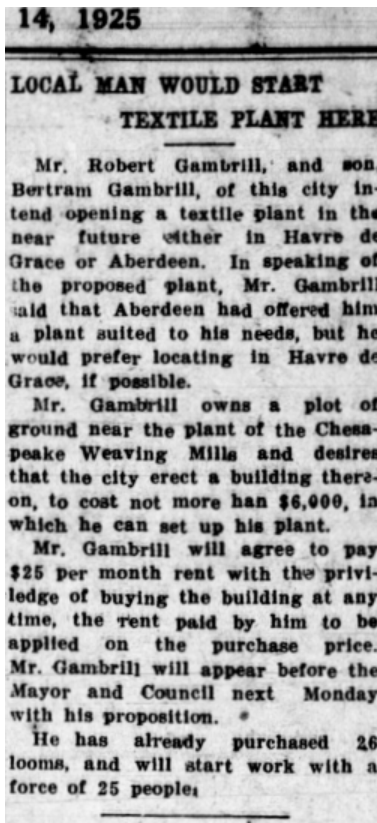 14, 1925
LOCAL MAN WOULD START
TEXTILE PLANT HERE
Mr. Robert Gambrill, and son
Bertram Gambrill, of this city in-
tend opening a textile plant in the
near future either in Havre de
Grace or Aberdeen. In speaking of
the proposed plant, Mr. Gambrill
said that Aberdeen had offered him
a plant suited to his needs, but he
would prefer locating in Havre de
Grace, if possible.
Mr. Gambrill owns a plot of
ground near the plant of the Chesa-
peake Weaving Mills and desires
that the city erect a building there-
on, to cost not more han $6,000, in
which he can set up his plant.
Mr. Gambrill will agree to pay
$25 per month rent with the privi-
ledge of buying the building at any
time, the rent paid by him to be
applied on the purchase price.
Mr. Gambrill will appear before the
Mayor and Council next Monday
with his proposition.
He has already purchased 26
looms, and will start work with a
force of 25 people.